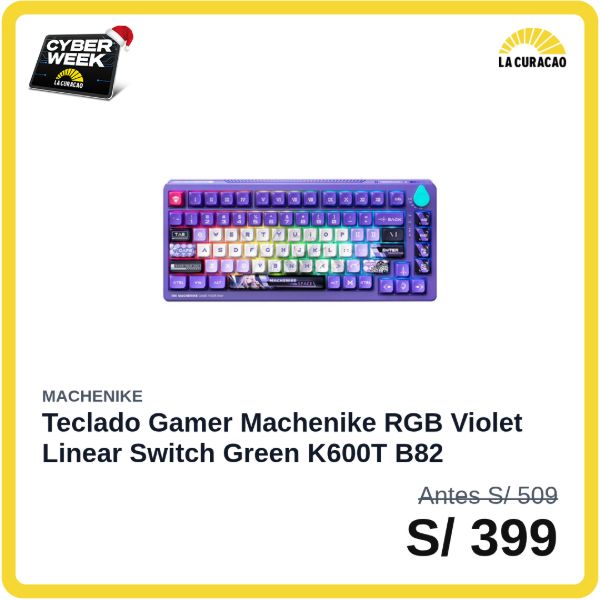 CYBER
WEEK
LA CURACAO
LA CURACAO
MACHENIKE
Teclado Gamer Machenike RGB Violet
Linear Switch Green K600T B82
Antes S/ 509
S/ 399